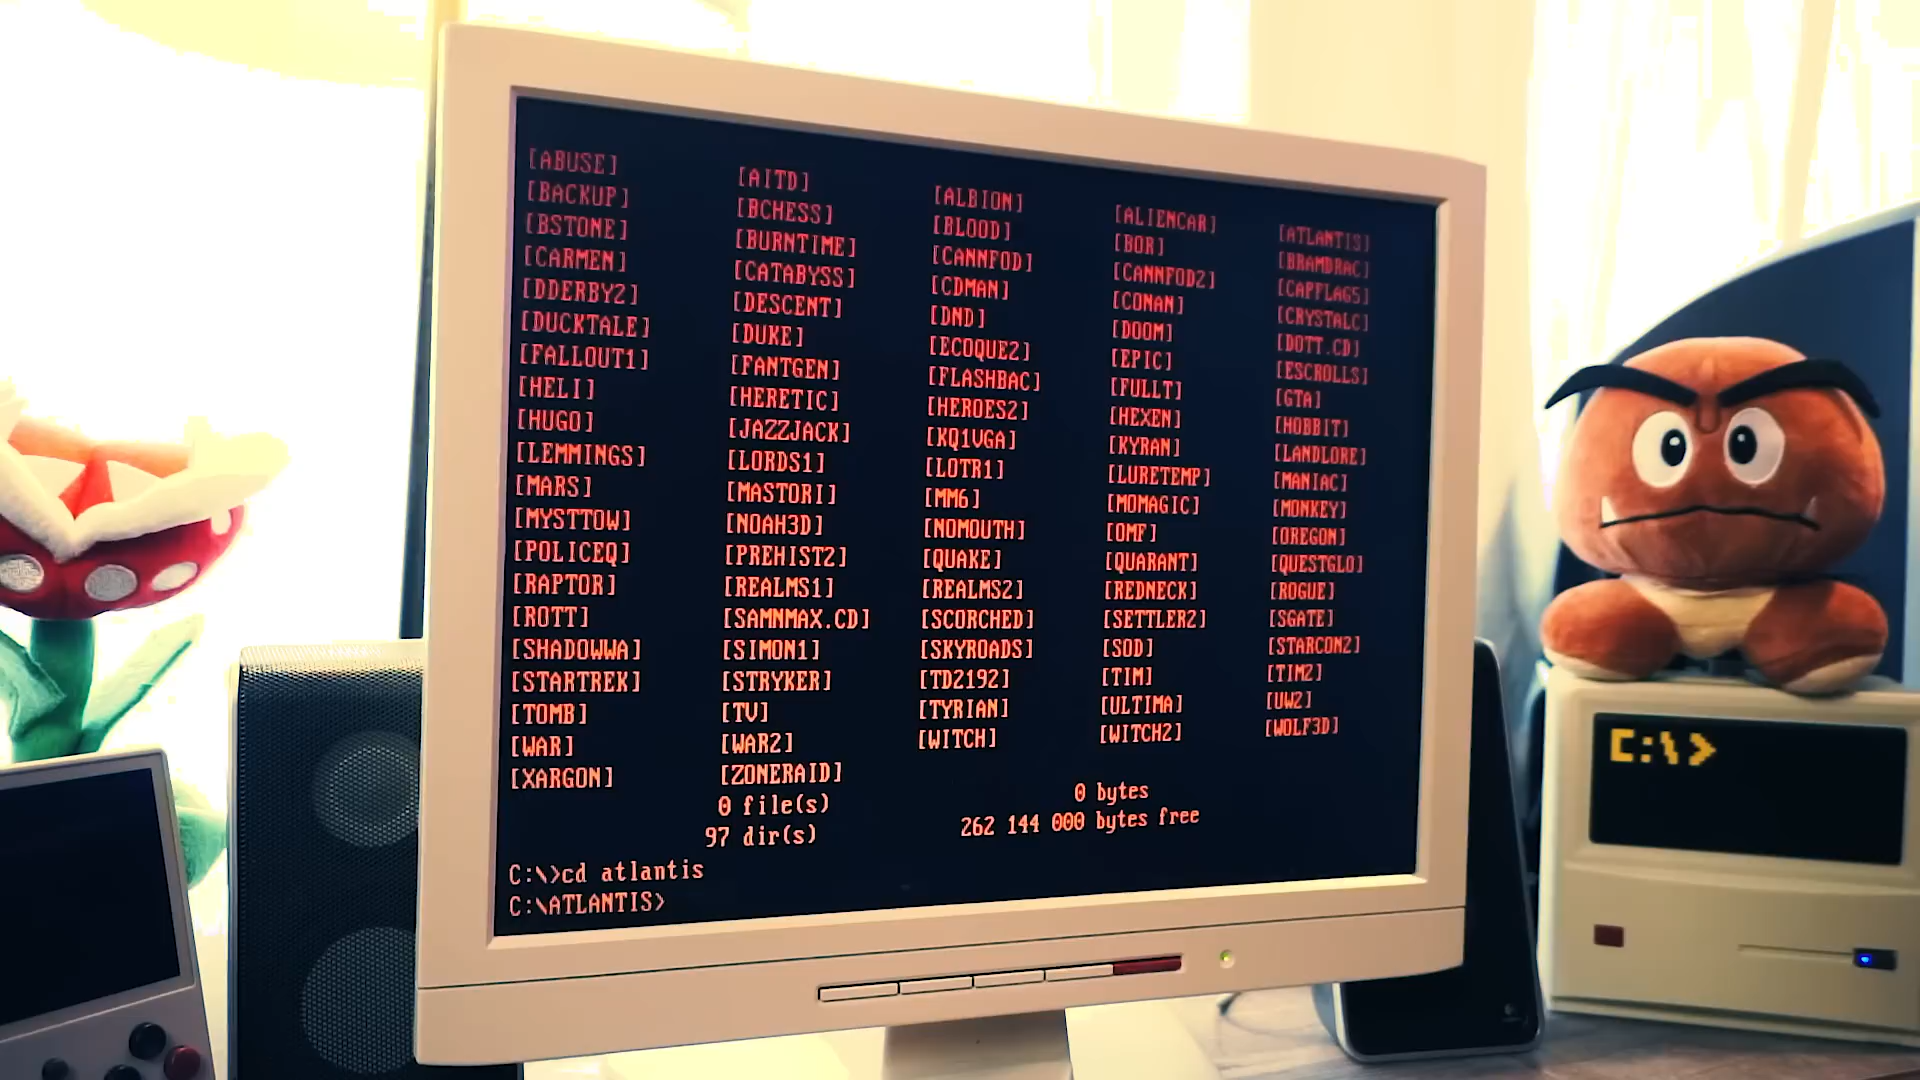 [ABUSE] [AITD] [ALBION] [ALIENCAR] [ATLANTIS]
[BACKUP] [BCHESS] [BLOOD] [BOR] [BRAMDRAC]
[BSTONE] [BURNTIME] [CANNFOD] [CANNFOD2] [CAPFLAGS]
[CARMEN] [CATABYSS] [CDMAN] [CONAN] [CRYSTALC]
[DDERBY2] [DESCENT] [DND] [DOOM] [DOTT.CD]
[DUCKTALE] [DUKE] [ECOQUE2] [EPIC] [ESCROLLS]
[FALLOUT1] [FANTGEN] [FLASHBAC] [FULLT] [GTA]
[HELI] [HERETIC] [HEROES2] [HEXEN] [HOBBIT]
[HUGO] [JAZZJACK] [KQ1VGA] [KYRAN] [LANDLORE]
[LEMMINGS] [LORDS1] [LOTR1] [LURETEMP] [MANIAC]
[MARS] [MASTORI] [MM6] [MOMAGIC] [MONKEY]
[MYSTTOW] [NOAH3D] [NOMOUTH] [OMF] [OREGON]
[POLICEQ] [PREHIST2] [QUAKE] [QUARANT] [QUESTGLO]
[RAPTOR] [REALMS1] [REALMS2] [REDNECK] [ROGUE]
[ROTT] [SAMNMAX.CD] [SCORCHED] [SETTLER2] [SGATE]
[SHADOWWA] [SIMON1] [SKYROADS] [SOD] [STARCON2]
[STARTREK] [STRYKER] [TD2192] [TIM] [TIM2]
[TOMB] [TV] [TYRIAN] [ULTIMA] [UW2]
[WAR] [WAR2] [WITCH] [WITCH2] [WOLF3D]
[XARGON] [ZONERAID]
0 file(s) 0 bytes
97 dir(s) 262 144 000 bytes free
C:\>cd atlantis
C:\ATLANTIS>
C:\>